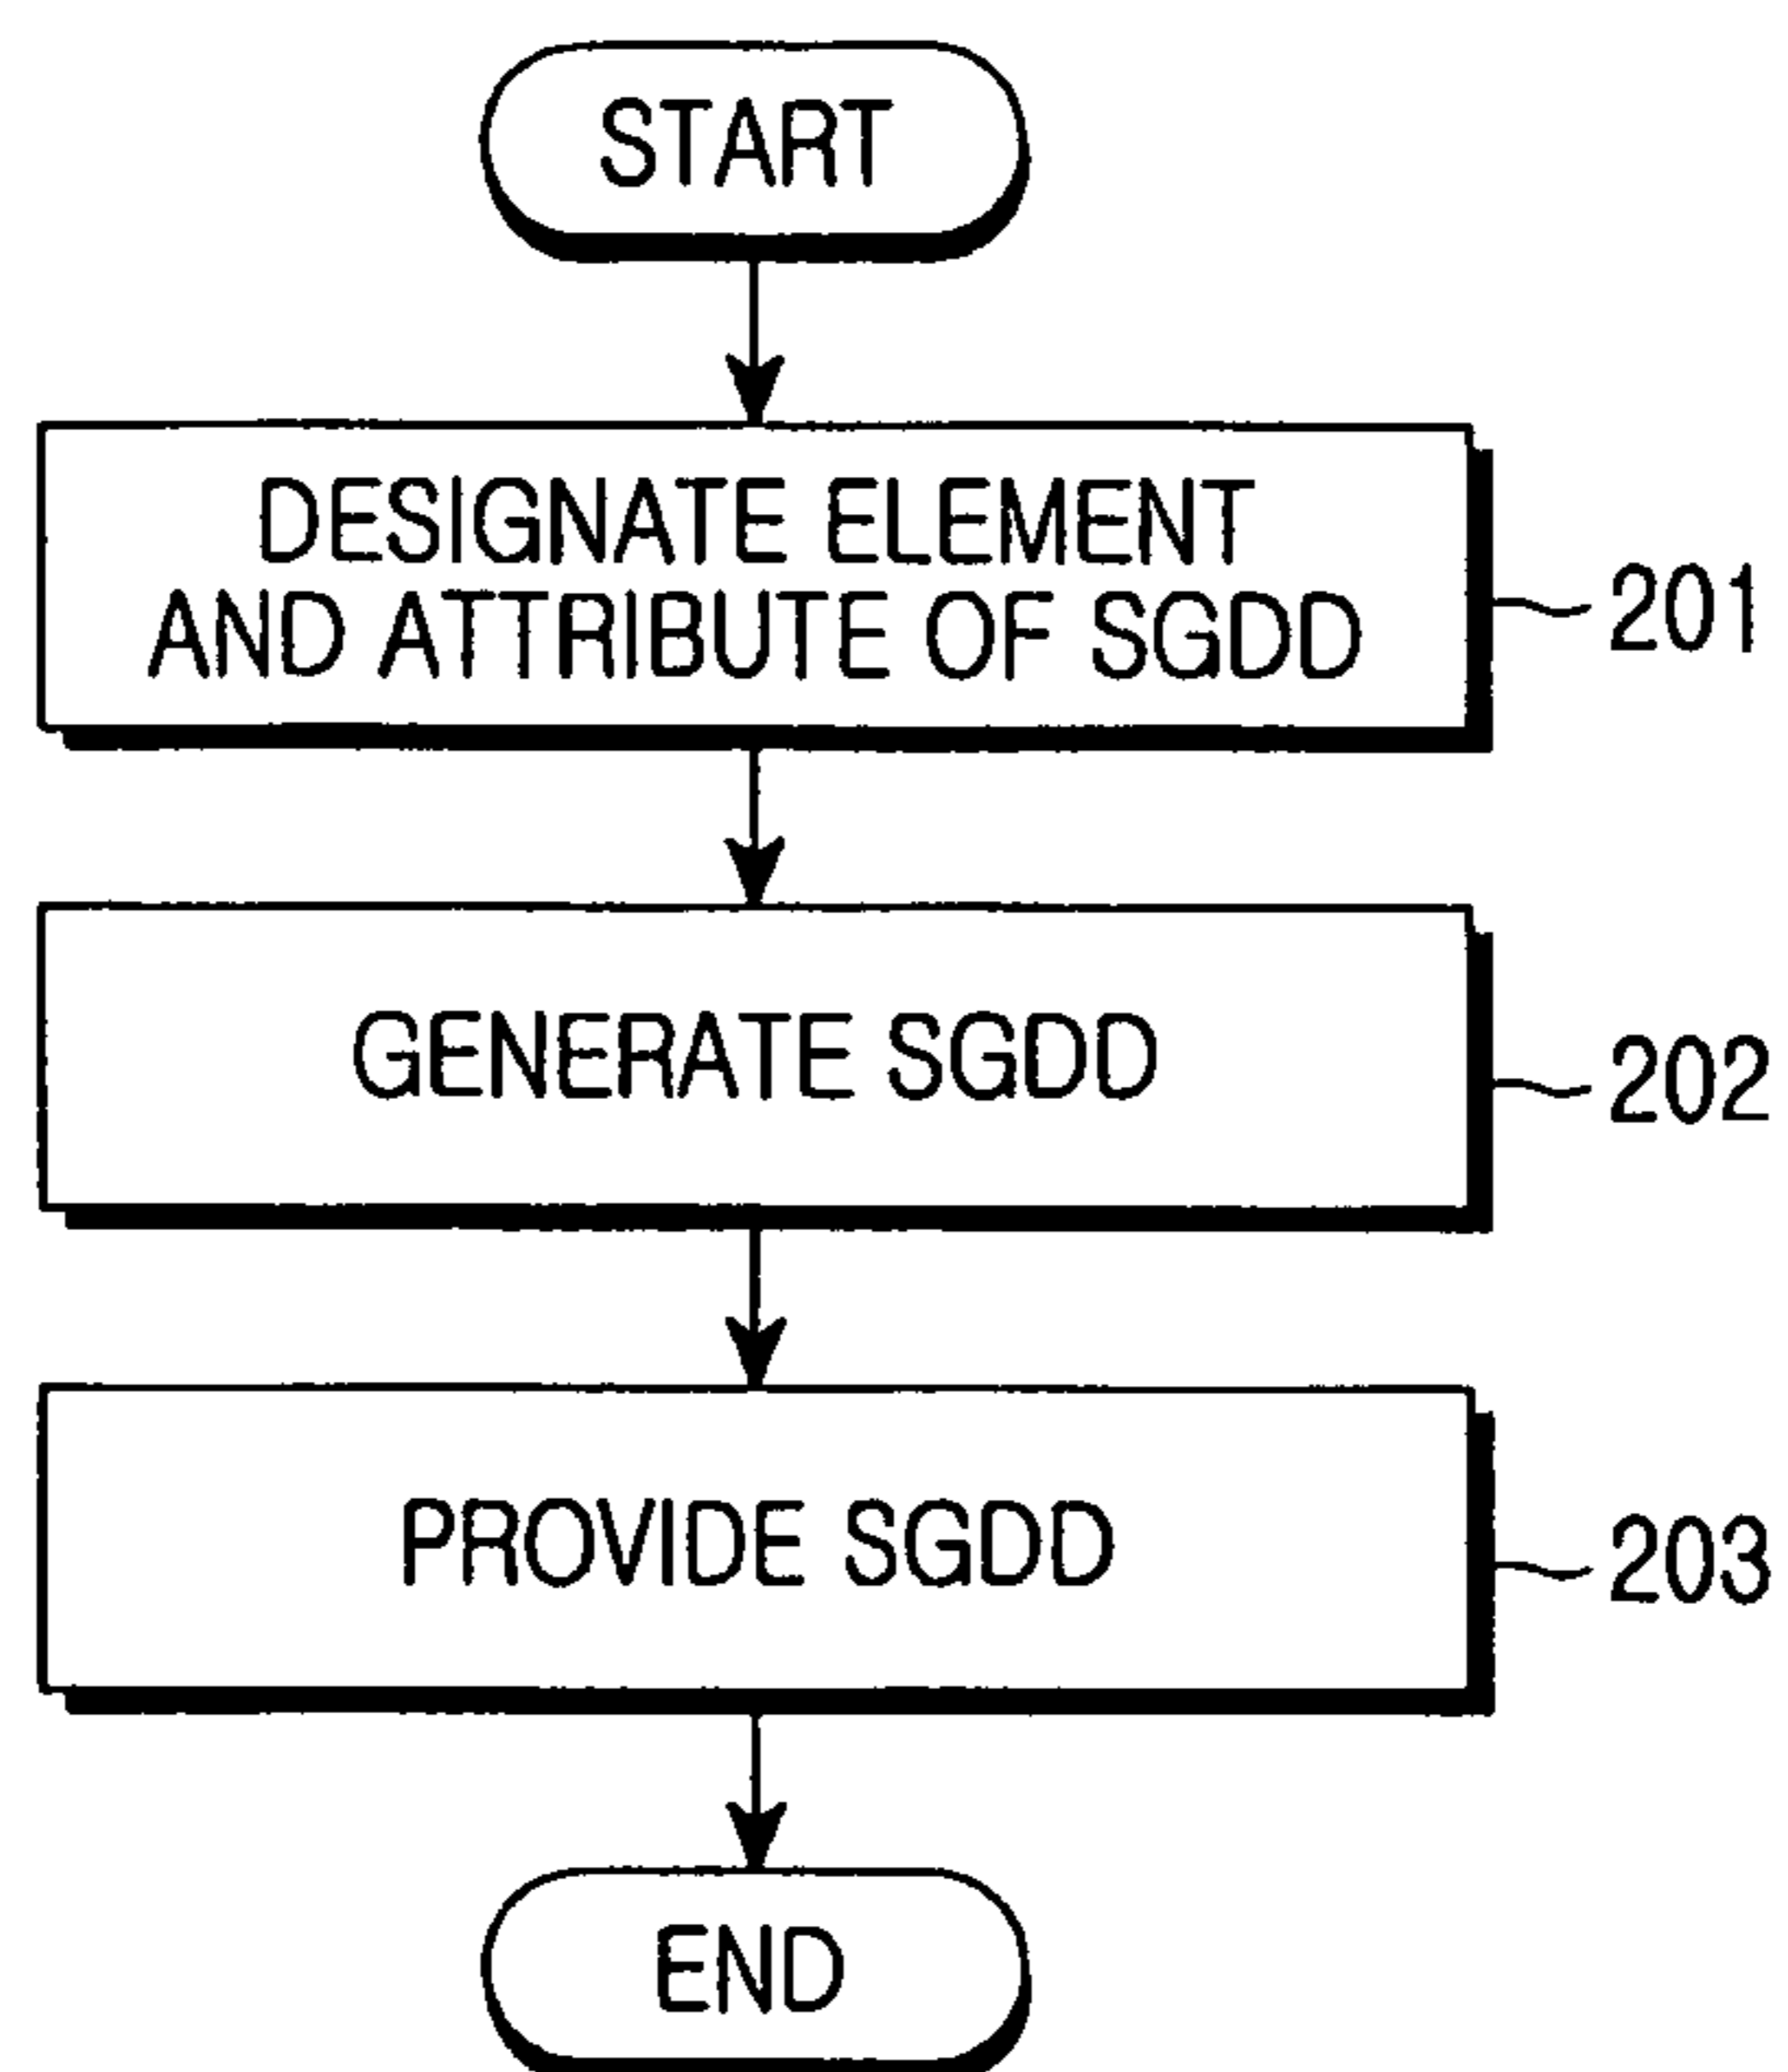 START
DESIGNATE ELEMENT
AND ATTRIBUTE OF SGDD
201
GENERATE SGDD
202
PROVIDE SGDD
203
END